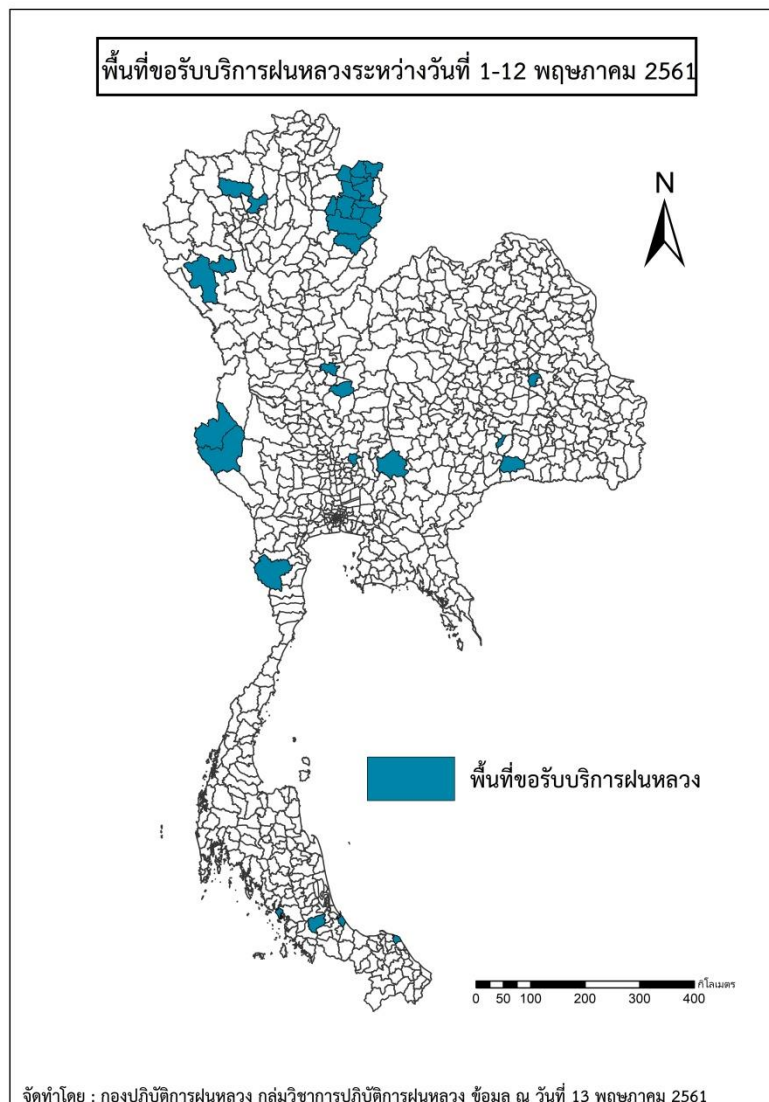 พื้นที่ขอรับบริการฝนหลวงระหว่างวันที่ 1-12 พฤษภาคม 2561
N
พื้นที่ขอรับบริการฝนหลวง
กิโลเมตร
0 50 100 200 300 400
จัดทำโดย : กองปฏิบัติการฝนหลวง กลุ่มวิชาการปฏิบัติการฝนหลวง ข้อมูล ณ วันที่ 13 พฤษภาคม 2561